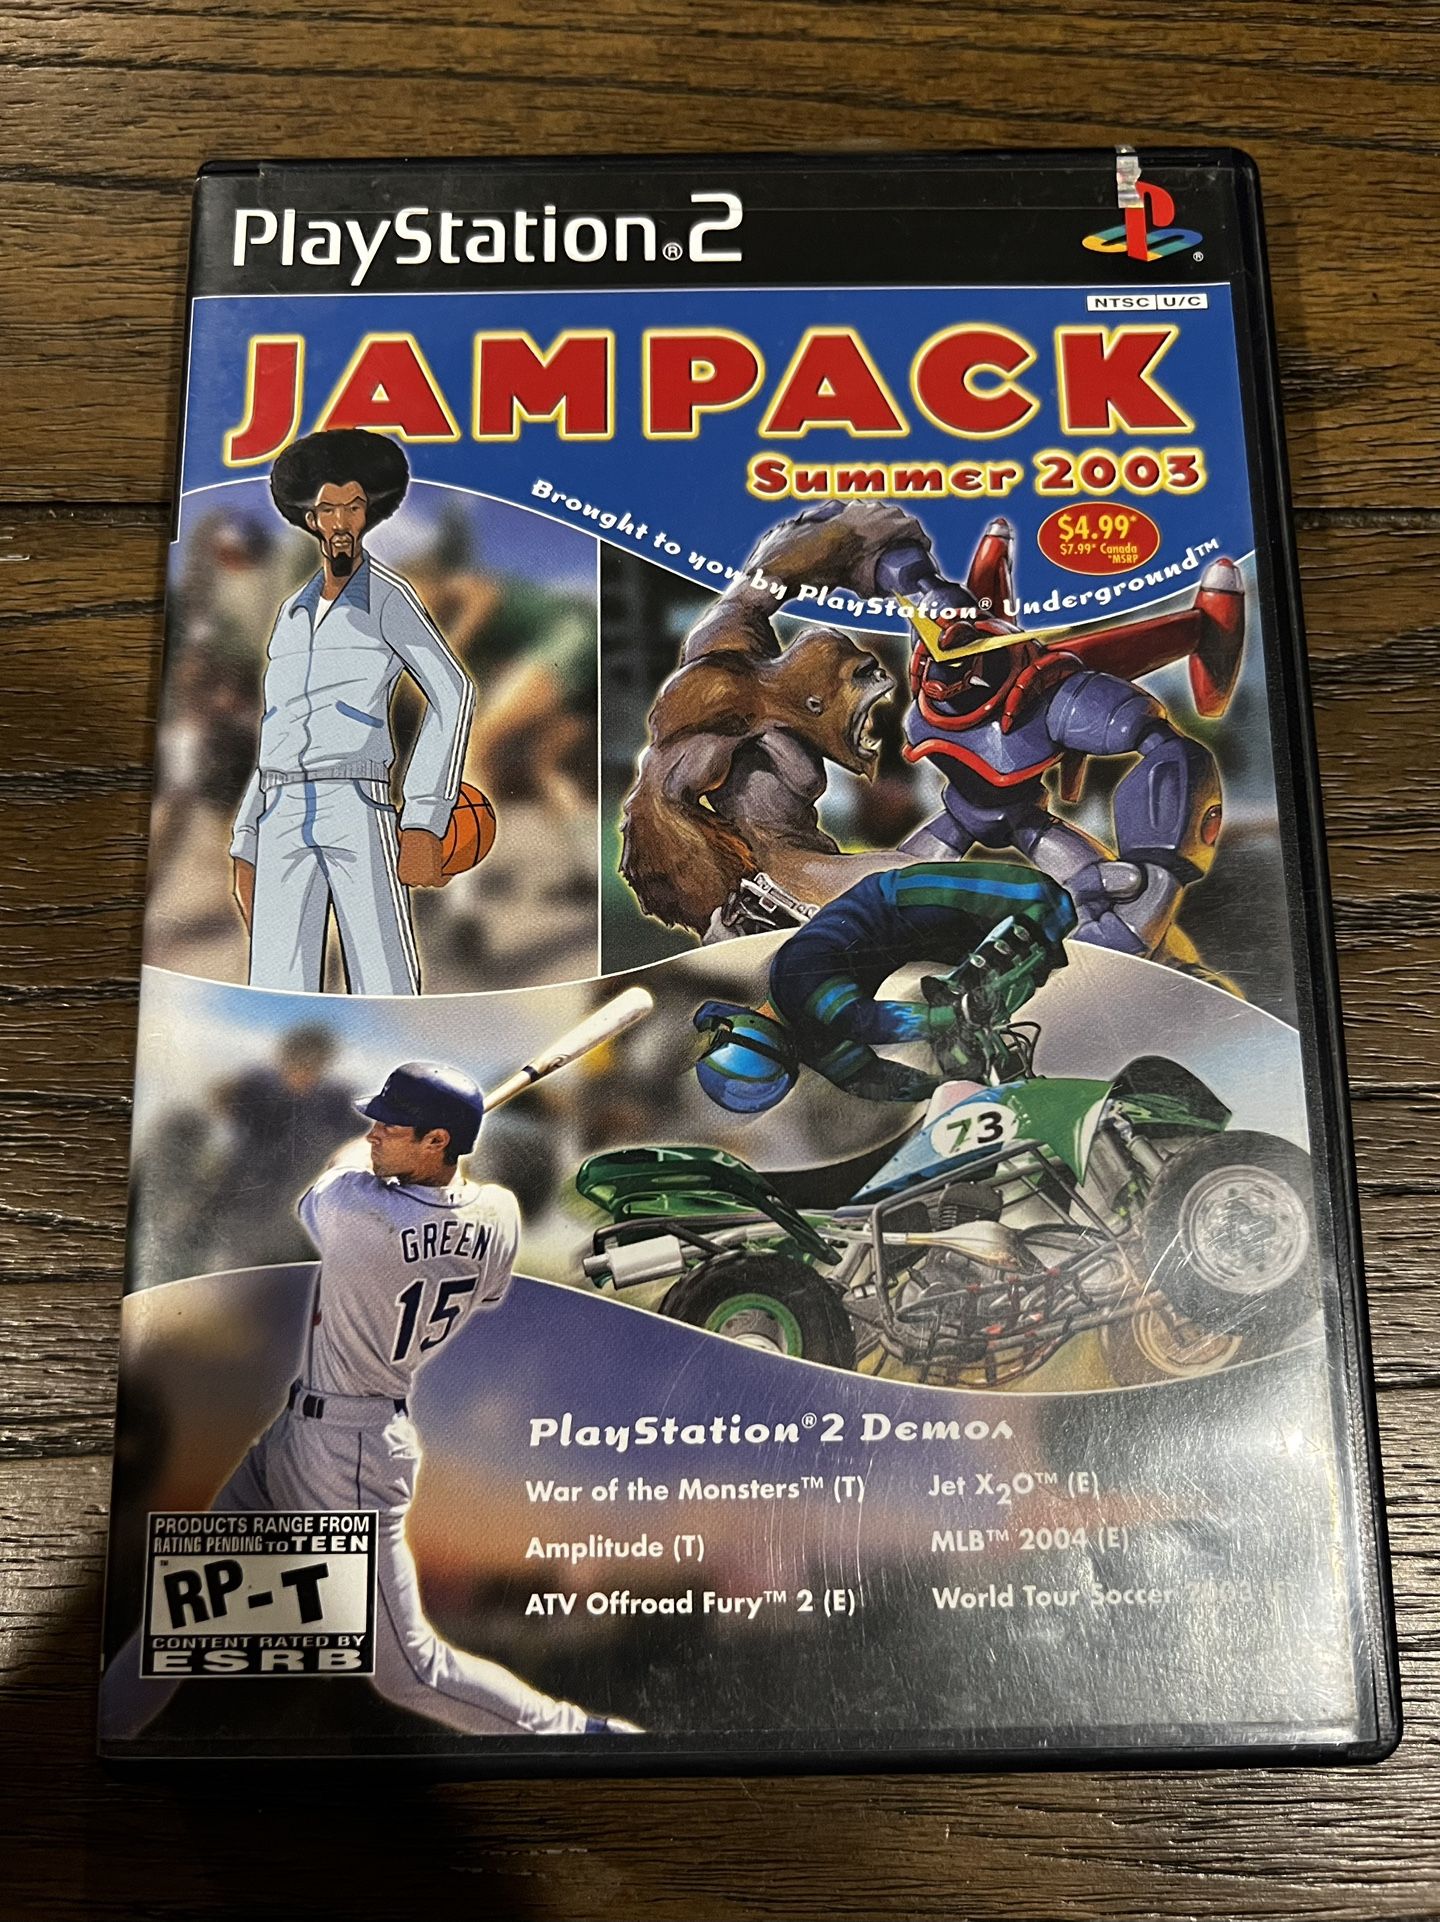 PlayStation®2
NTSC U/C
JAMPACK
Summer 2003
$4.99*
$7.99* Canada
*MSRP
Brought to you by PlayStation® Underground™
73
GREEN
15
PlayStation®2 Demos
War of the Monsters™ (T)
Jet X₂O™ (E)
Amplitude (T)
MLB™ 2004 (E)
ATV Offroad Fury™ 2 (E)
World Tour Soccer
PRODUCTS RANGE FROM
RATING PENDING TO TEEN
RP-T
CONTENT RATED BY
ESRB